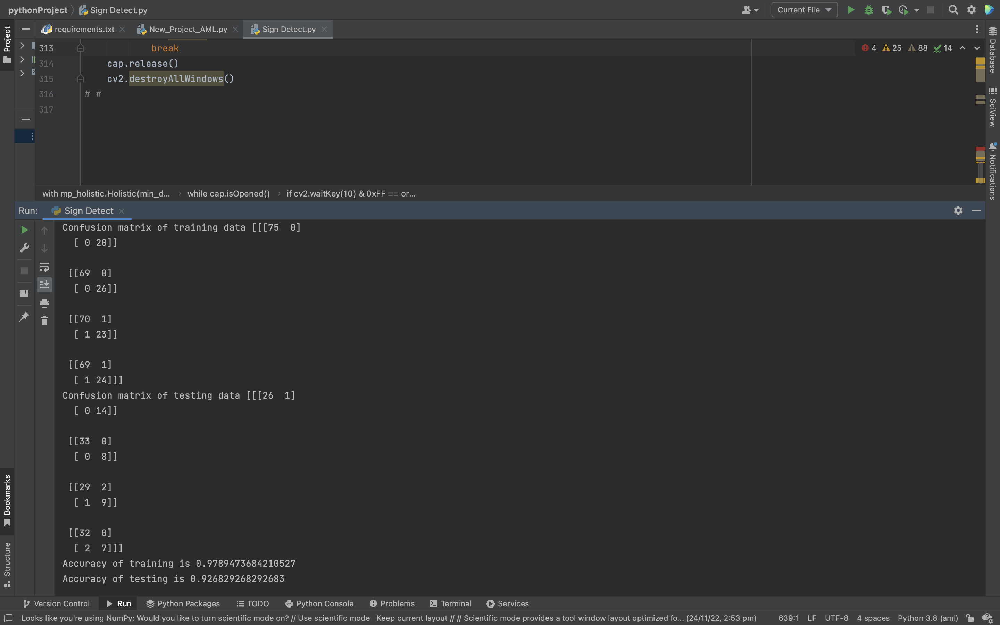 pythonProject
Sign Detect.py
Current File
Project
requirements.txt
New_Project_AML.py
Sign Detect.py
Database
SciView
Notifications
4 25 88 14
313 break
314 cap.release()
315 cv2.destroyAllWindows()
316 # #
317
with mp_holistic.Holistic(min_d... › while cap.isOpened() › if cv2.waitKey(10) & 0xFF == or...
Run: Sign Detect
Confusion matrix of training data [[[75  0]
[ 0 20]]
[[69  0]
[ 0 26]]
[[70  1]
[ 1 23]]
[[69  1]
[ 1 24]]]
Confusion matrix of testing data [[[26  1]
[ 0 14]]
[[33  0]
[ 0  8]]
[[29  2]
[ 1  9]]
[[32  0]
[ 2  7]]]
Accuracy of training is 0.9789473684210527
Accuracy of testing is 0.926829268292683
Bookmarks
Structure
Version Control Run Python Packages TODO Python Console Problems Terminal Services
Looks like you're using NumPy: Would you like to turn scientific mode on? // Use scientific mode Keep current layout // // Scientific mode provides a tool window layout optimized fo... (24/11/22, 2:53 pm) 639:1 LF UTF-8 4 spaces Python 3.8 (aml)